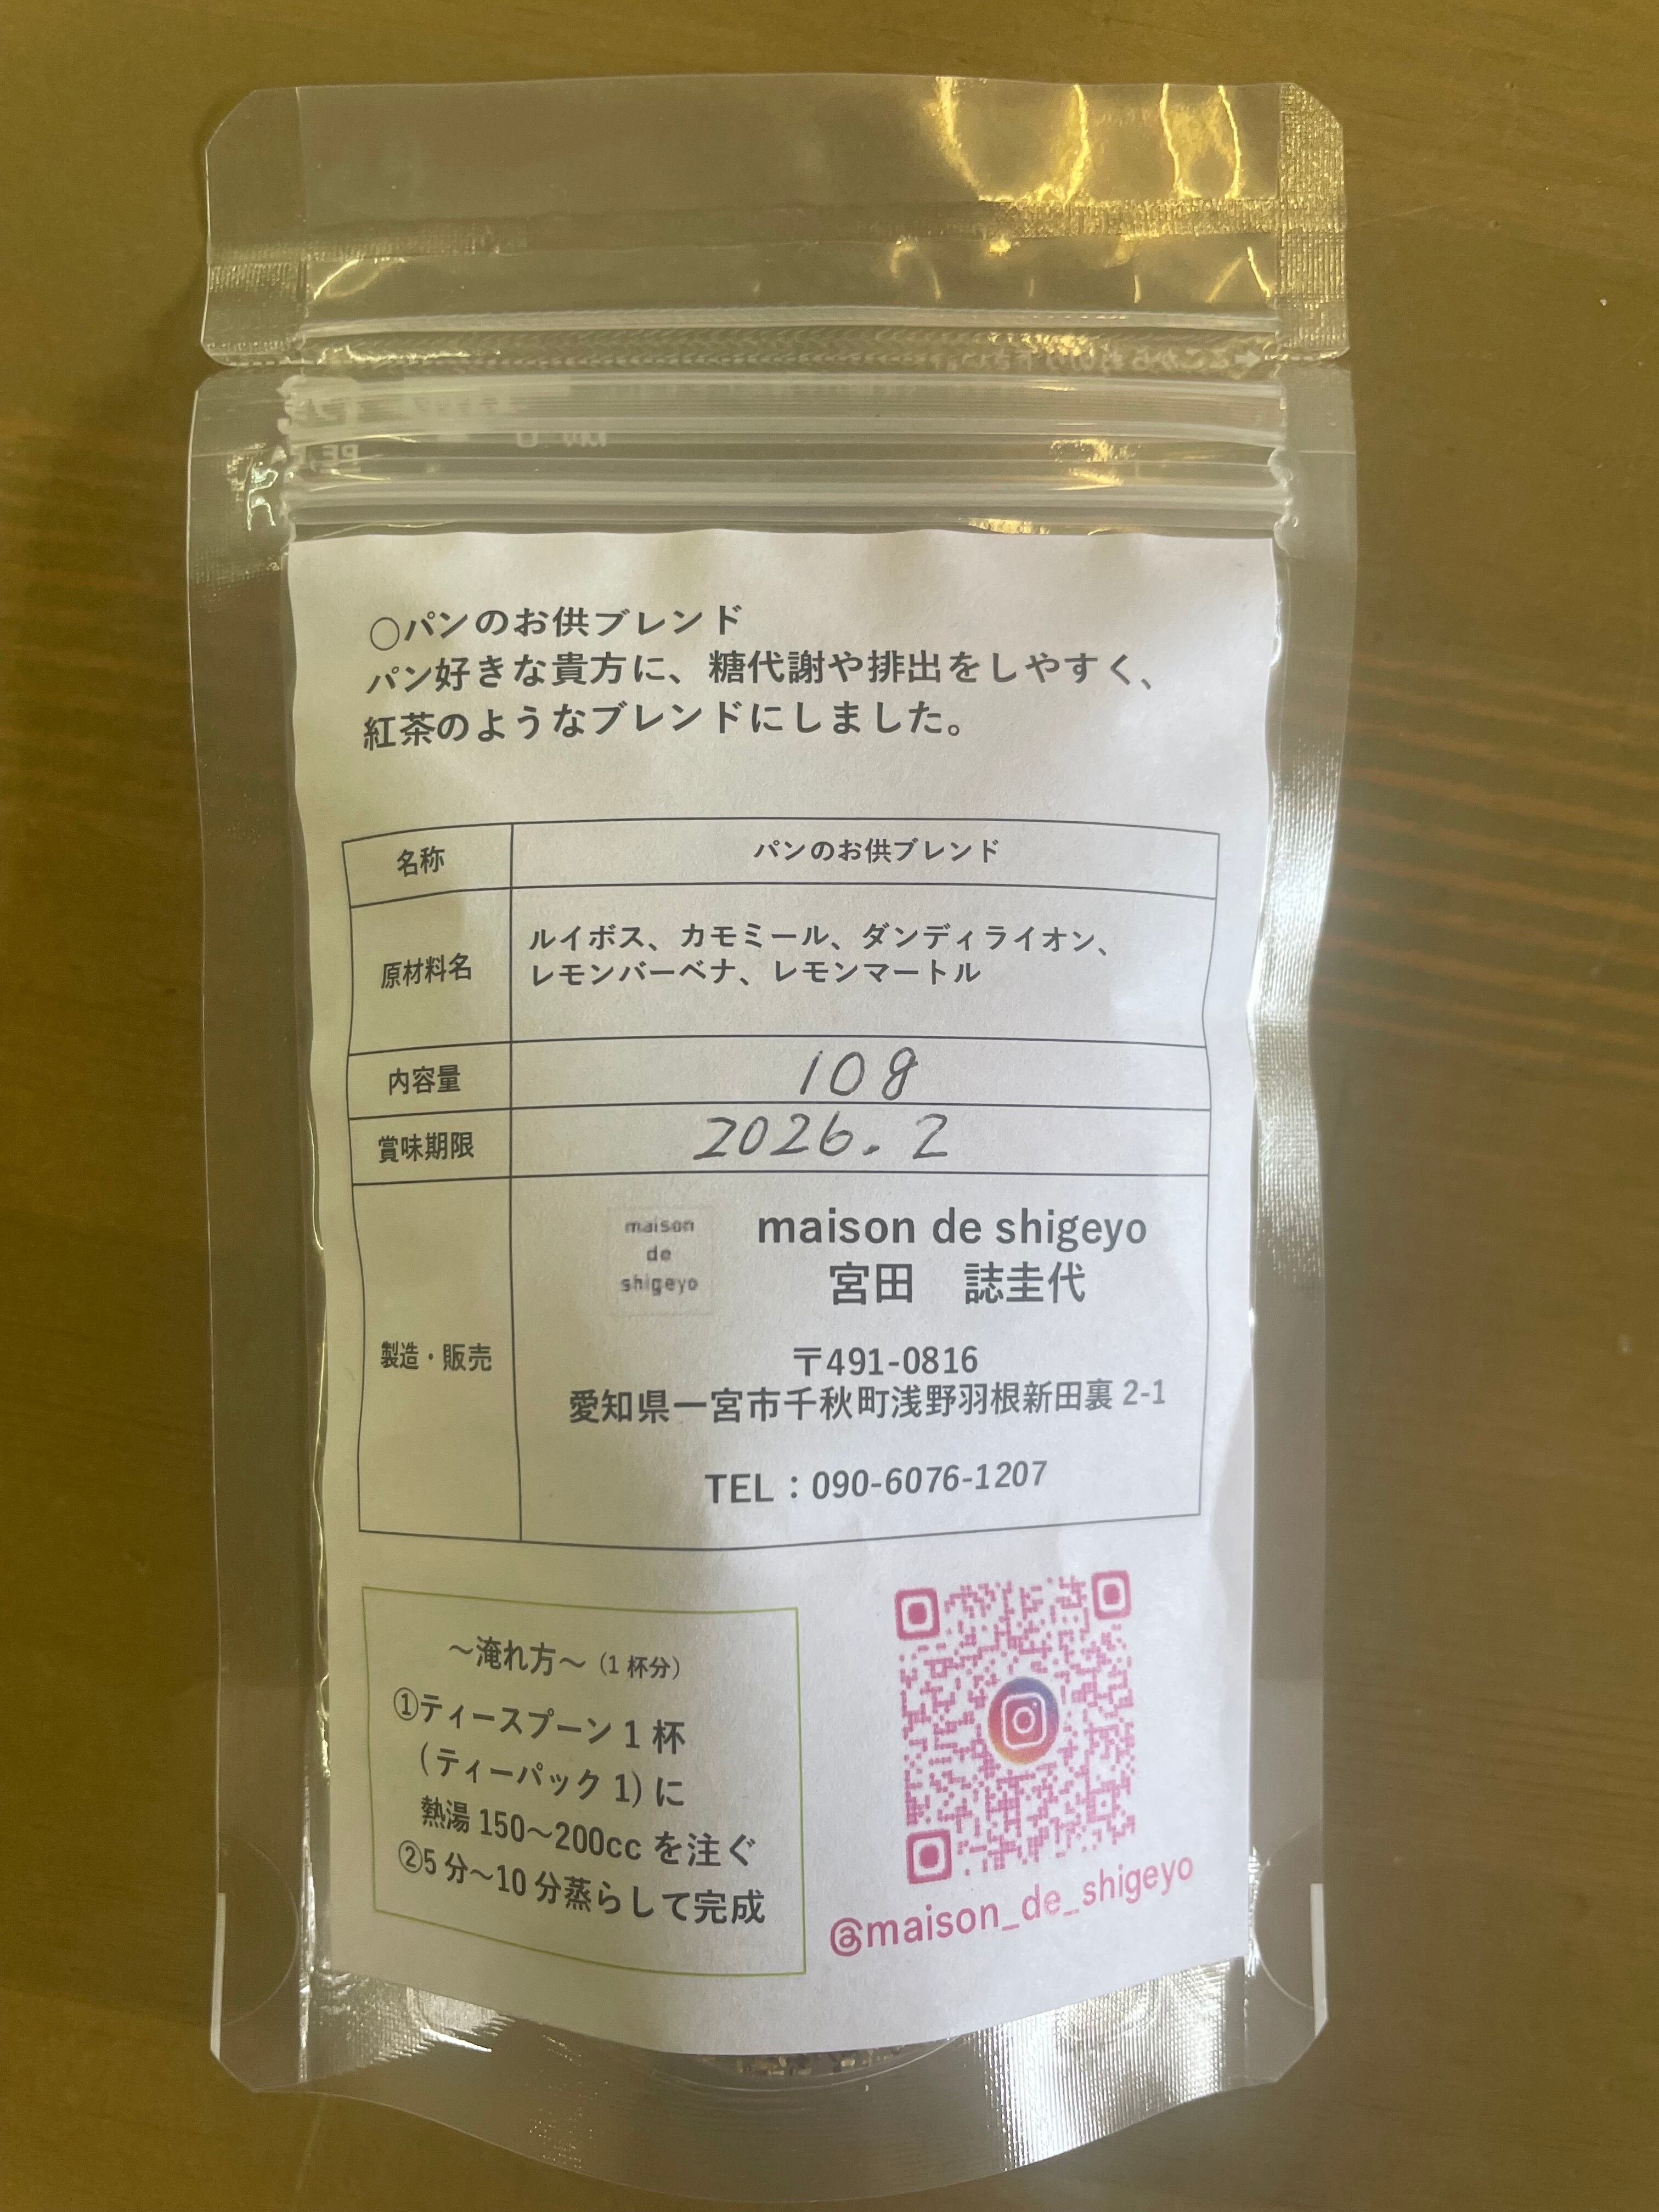 ○パンのお供ブレンド
パン好きな貴方に、糖代謝や排出をしやすく、
紅茶のようなブレンドにしました。
名称 パンのお供ブレンド
原材料名 ルイボス、カモミール、ダンディライオン、
レモンバーベナ、レモンマートル
内容量 10g
賞味期限 2026.2
製造・販売
maison
de
shigeyo
maison de shigeyo
宮田　誌圭代
〒491-0816
愛知県一宮市千秋町浅野羽根新田裏 2-1
TEL：090-6076-1207
～淹れ方～（1 杯分）
①ティースプーン 1 杯
（ティーパック 1）に
熱湯 150～200cc を注ぐ
②5 分～10 分蒸らして完成
@maison_de_shigeyo